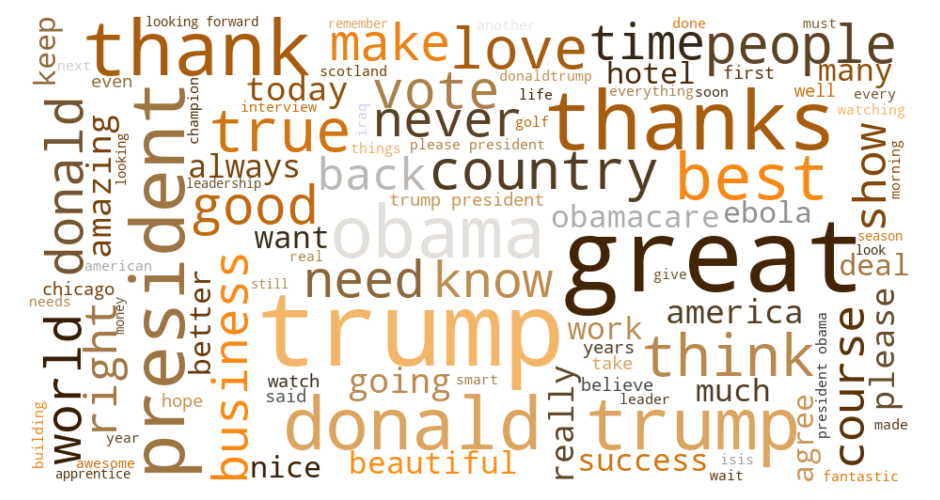 looking forward
remember
another
done
must
keep
thank
make
love
time
people
next
even
scotland
hotel
first
many
today
vote
donaldtrump
life
everything
soon
well
every
champion
interview
iraq
never
golf
thanks
watching
true
things
please president
donald
amazing
looking
president
always
back
country
best
show
morning
leadership
good
trump president
obama
obamacare
ebola
want
real
great
season
look
american
need
know
give
deal
chicago
still
needs
money
better
business
trump
america
please
world
right
work
think
course
president obama
years
watch
going
smart
take
said
believe
much
hope
donald
really
leader
trump
agree
made
building
year
awesome
apprentice
nice
beautiful
success
isis
wait
fantastic